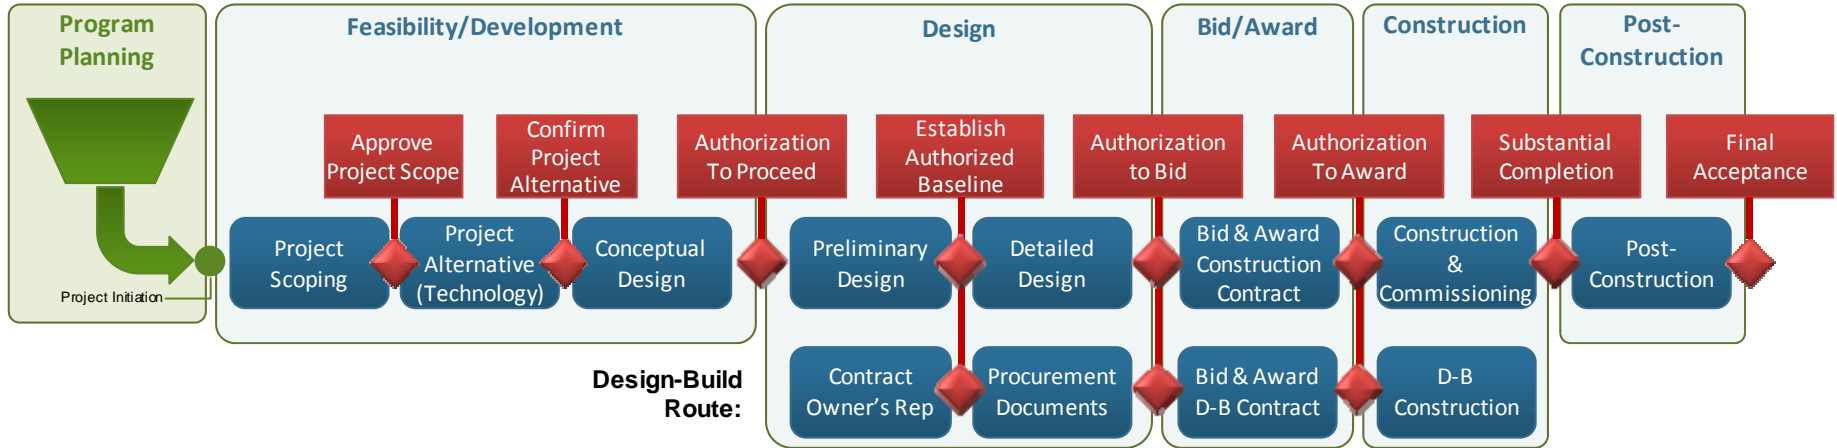 Program
Planning
Feasibility/Development
Design
Bid/Award
Construction
Post-
Construction
Approve
Project Scope
Confirm
Project
Alternative
Authorization
To Proceed
Establish
Authorized
Baseline
Authorization
to Bid
Authorization
To Award
Substantial
Completion
Final
Acceptance
Project Initiation
Project
Scoping
Project
Alternative
(Technology)
Conceptual
Design
Preliminary
Design
Detailed
Design
Bid & Award
Construction
Contract
Construction
&
Commissioning
Post-
Construction
Design-Build
Route:
Contract
Owner's Rep
Procurement
Documents
Bid & Award
D-B Contract
D-B
Construction